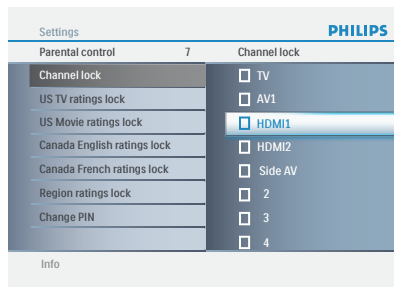 Settings
PHILIPS
Parental control 7
Channel lock
Channel lock
US TV ratings lock
US Movie ratings lock
Canada English ratings lock
Canada French ratings lock
Region ratings lock
Change PIN
TV
AV1
HDMI1
HDMI2
Side AV
2
3
4
Info